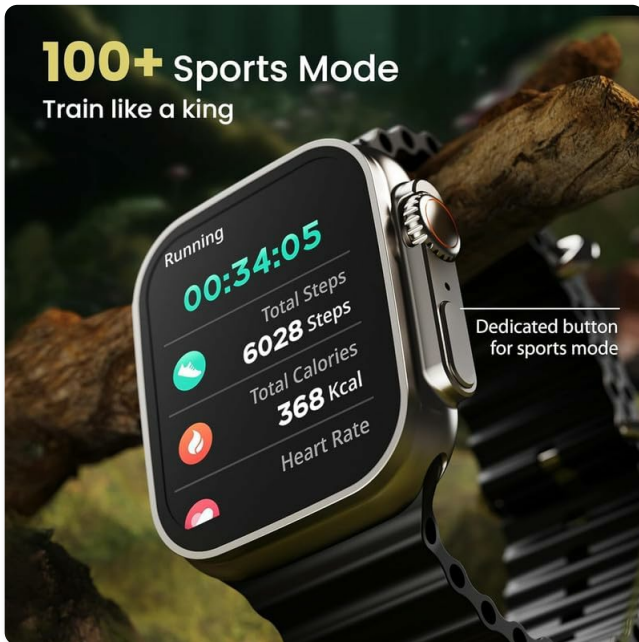 100+ Sports Mode
Train like a king
Running
00:34:05
Total Steps
6028 Steps
Total Calories
368 Kcal
Heart Rate
Dedicated button
for sports mode